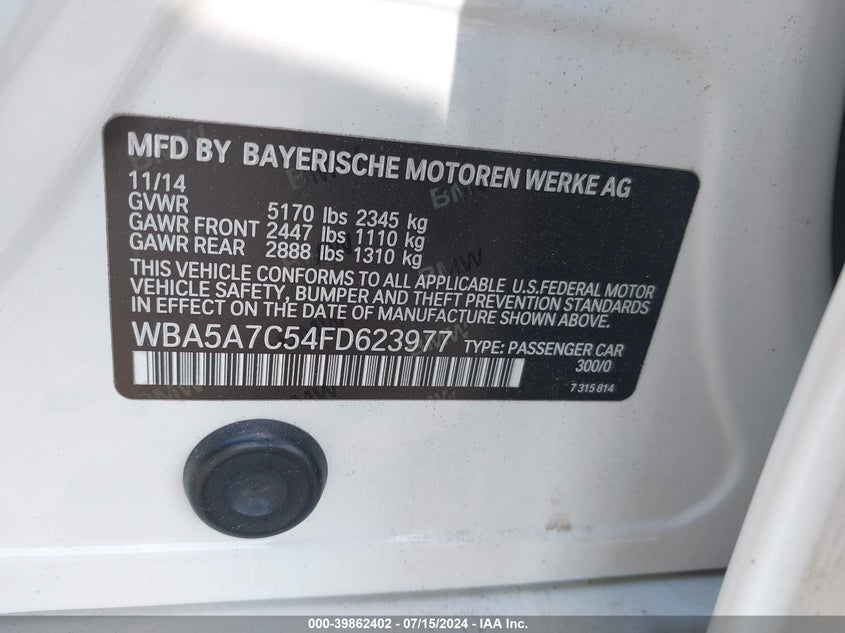 MFD BY BAYERISCHE MOTOREN WERKE AG
11/14
GVWR 5170 lbs 2345 kg
GAWR FRONT 2447 lbs 1110 kg
GAWR REAR 2888 lbs 1310 kg
THIS VEHICLE CONFORMS TO ALL APPLICABLE U.S.FEDERAL MOTOR
VEHICLE SAFETY, BUMPER AND THEFT PREVENTION STANDARDS
IN EFFECT ON THE DATE OF MANUFACTURE SHOWN ABOVE.
WBA5A7C54FD623977 TYPE: PASSENGER CAR
300/0
7 315 814
000-39862402 - 07/15/2024 - IAA Inc.